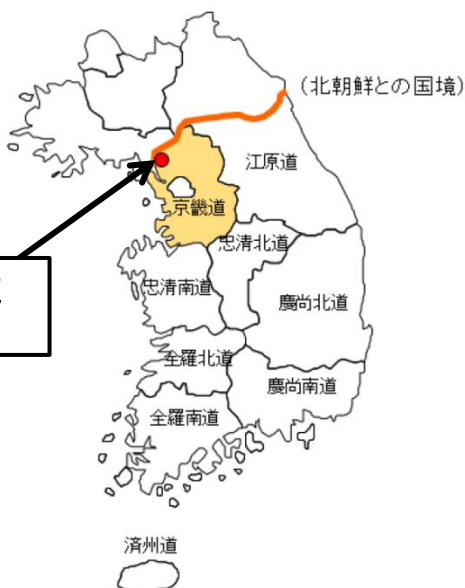 (北朝鮮との国境)
江原道
京畿道
忠清北道
忠清南道
慶尚北道
全羅北道
慶尚南道
全羅南道
済州道